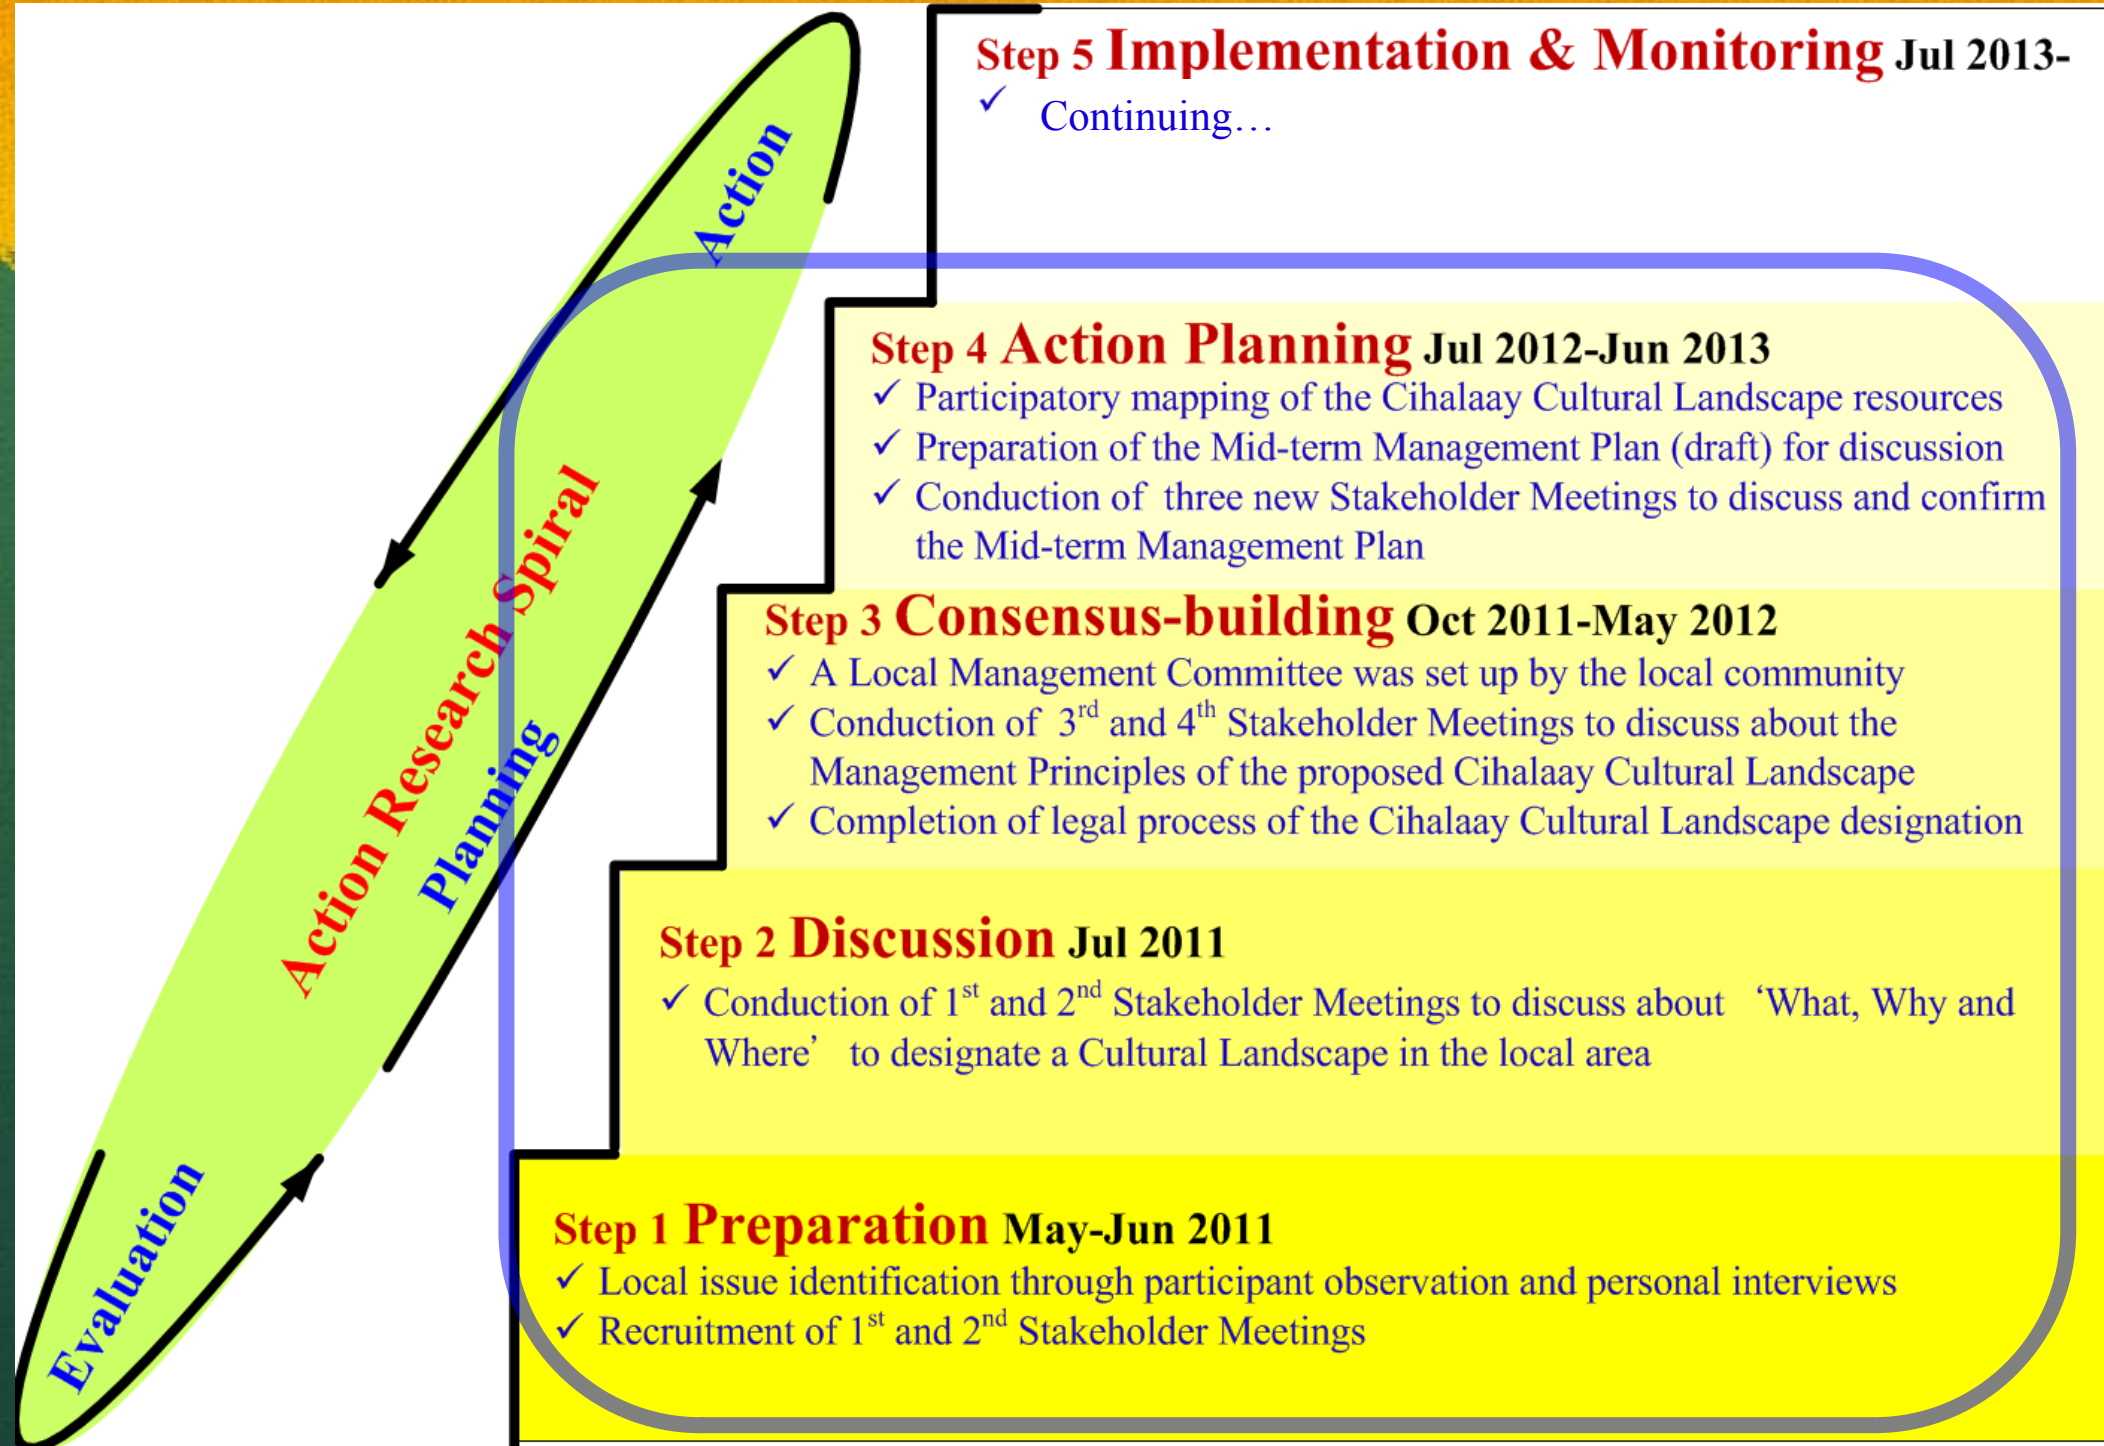 Step 5 Implementation & Monitoring Jul 2013-
✓ Continuing…
Step 4 Action Planning Jul 2012-Jun 2013
✓ Participatory mapping of the Cihalaay Cultural Landscape resources
✓ Preparation of the Mid-term Management Plan (draft) for discussion
✓ Conduction of three new Stakeholder Meetings to discuss and confirm
the Mid-term Management Plan
Step 3 Consensus-building Oct 2011-May 2012
✓ A Local Management Committee was set up by the local community
✓ Conduction of 3rd and 4th Stakeholder Meetings to discuss about the
Management Principles of the proposed Cihalaay Cultural Landscape
✓ Completion of legal process of the Cihalaay Cultural Landscape designation
Step 2 Discussion Jul 2011
✓ Conduction of 1st and 2nd Stakeholder Meetings to discuss about ‘What, Why and
Where’ to designate a Cultural Landscape in the local area
Step 1 Preparation May-Jun 2011
✓ Local issue identification through participant observation and personal interviews
✓ Recruitment of 1st and 2nd Stakeholder Meetings
Action
Action Research Spiral
Planning
Evaluation